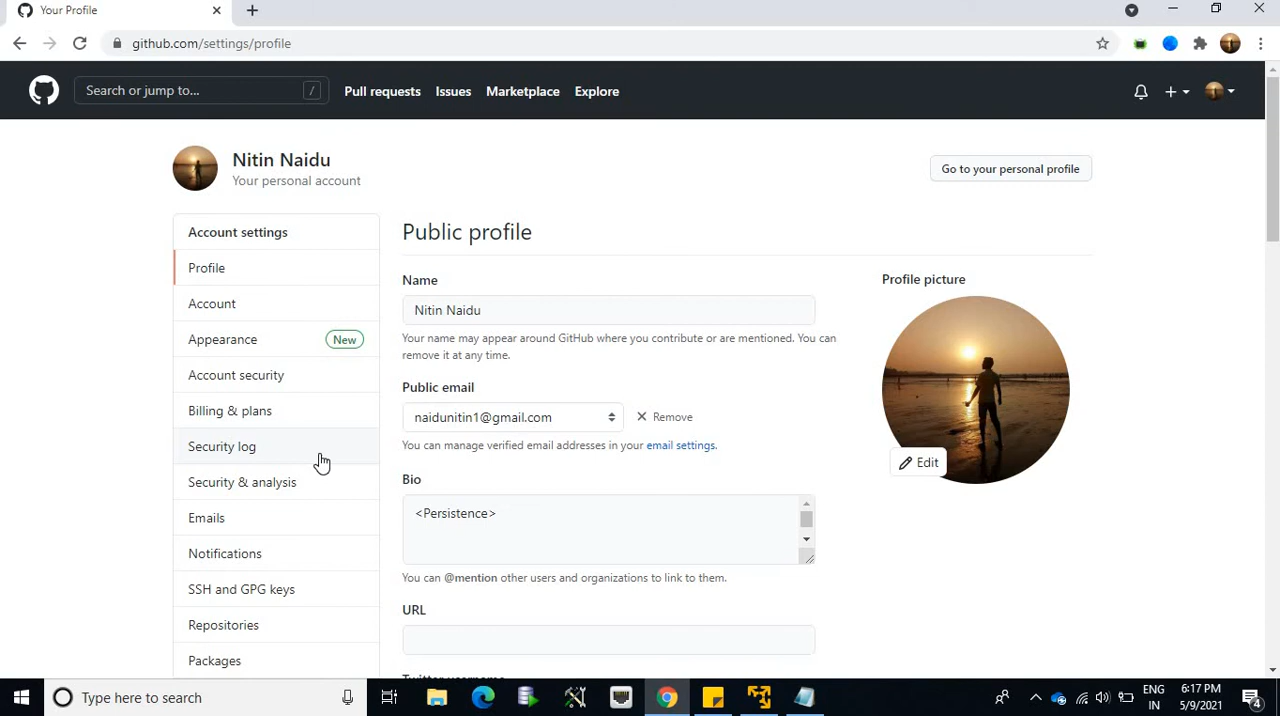 Your Profile
github.com/settings/profile
Search or jump to... /
Pull requests Issues Marketplace Explore
Nitin Naidu
Your personal account
Go to your personal profile
Account settings
Profile
Account
Appearance New
Account security
Billing & plans
Security log
Security & analysis
Emails
Notifications
SSH and GPG keys
Repositories
Packages
Public profile
Name
Nitin Naidu
Your name may appear around GitHub where you contribute or are mentioned. You can
remove it at any time.
Public email
naidunitin1@gmail.com Remove
You can manage verified email addresses in your email settings.
Bio
<Persistence>
You can @mention other users and organizations to link to them.
URL
Twitter username
Profile picture
Edit
Type here to search
ENG
IN
6:17 PM
5/9/2021
4